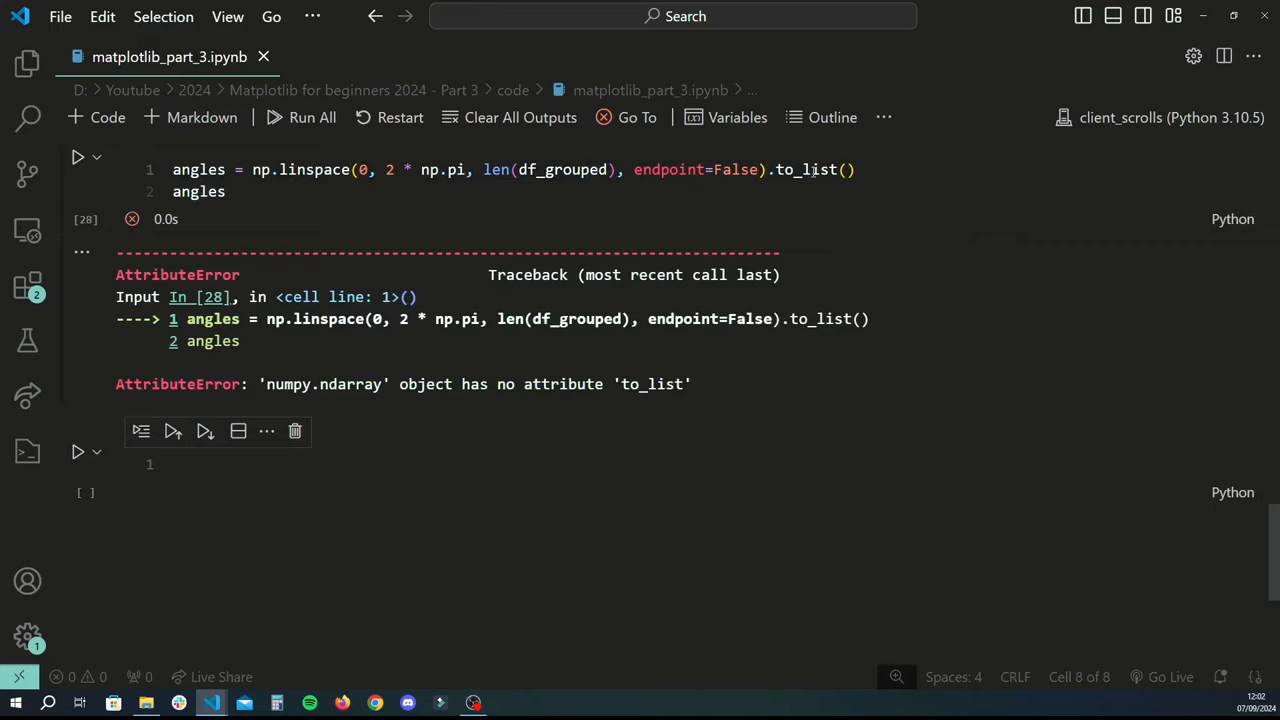 File Edit Selection View Go ··· Search
matplotlib_part_3.ipynb
D: > Youtube > 2024 > Matplotlib for beginners 2024 - Part 3 > code > matplotlib_part_3.ipynb > ...
Code Markdown Run All Restart Clear All Outputs Go To Variables Outline ··· client_scrolls (Python 3.10.5)
1 angles = np.linspace(0, 2 * np.pi, len(df_grouped), endpoint=False).to_list()
2 angles
[28] 0.0s Python
... ---------------------------------------------------------------------------
AttributeError Traceback (most recent call last)
Input In [28], in <cell line: 1>()
----> 1 angles = np.linspace(0, 2 * np.pi, len(df_grouped), endpoint=False).to_list()
2 angles
AttributeError: 'numpy.ndarray' object has no attribute 'to_list'
1
[ ] Python
2
1
0 0 0 Live Share Spaces: 4 CRLF Cell 8 of 8 Go Live
12:02
07/09/2024